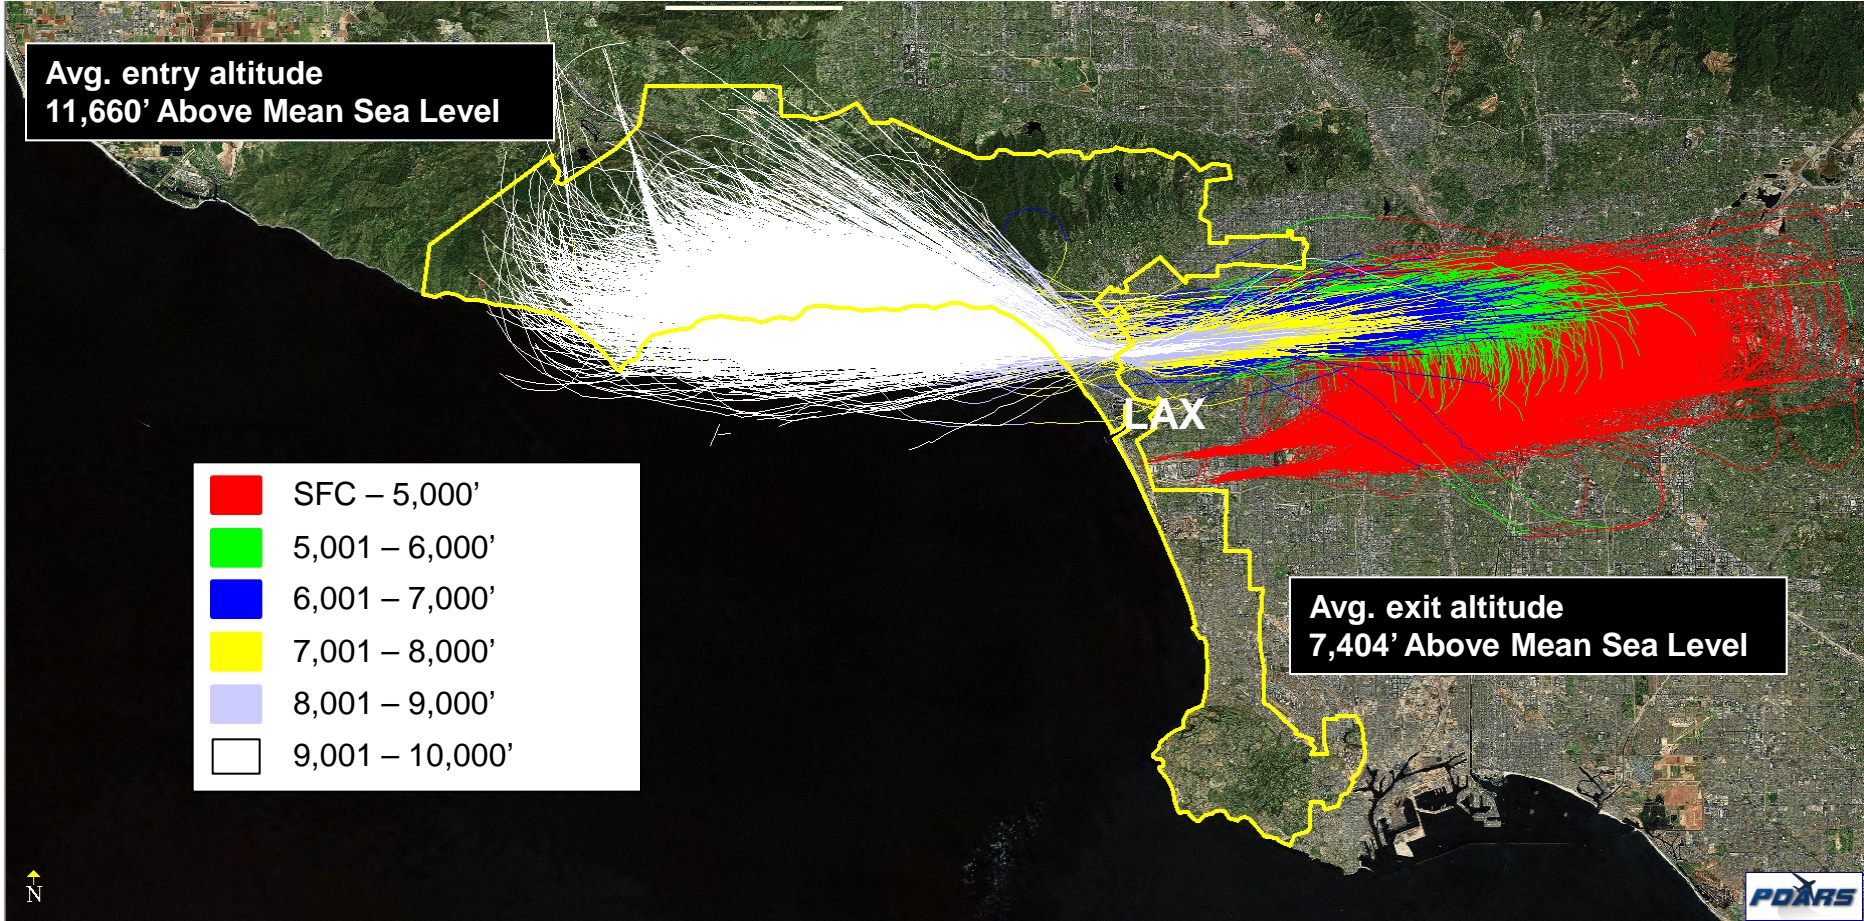 Avg. entry altitude
11,660’ Above Mean Sea Level
LAX
SFC – 5,000’
5,001 – 6,000’
6,001 – 7,000’
7,001 – 8,000’
8,001 – 9,000’
9,001 – 10,000’
Avg. exit altitude
7,404’ Above Mean Sea Level
N
PDARS